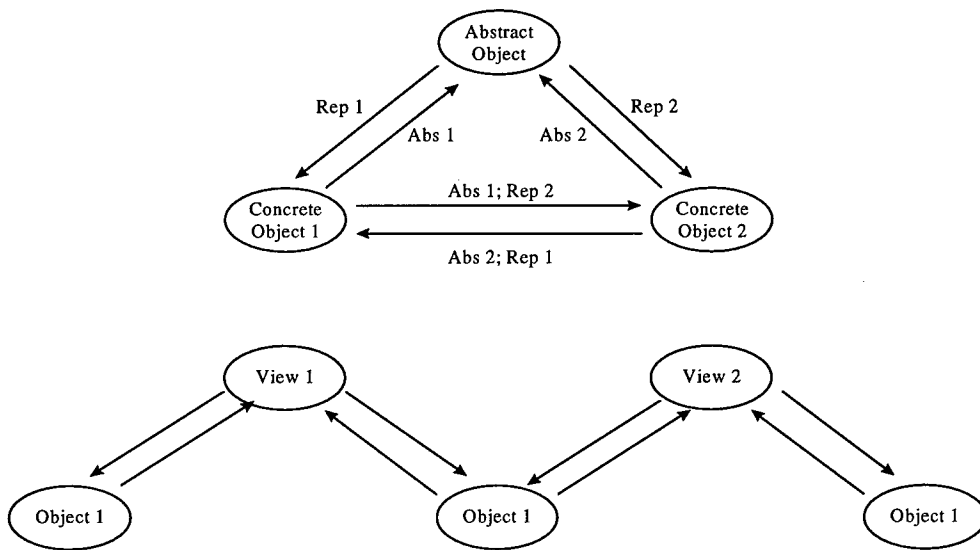 Abstract
Object
Rep 1
Rep 2
Abs 1
Abs 2
Concrete
Object 1
Abs 1; Rep 2
Concrete
Object 2
Abs 2; Rep 1
View 1
View 2
Object 1
Object 1
Object 1